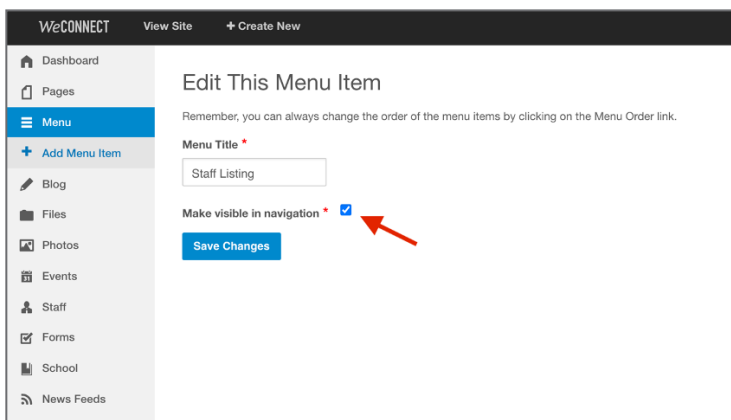 WeCONNECT View Site + Create New
Dashboard
Pages
Menu
+ Add Menu Item
Blog
Files
Photos
Events
Staff
Forms
School
News Feeds
Edit This Menu Item
Remember, you can always change the order of the menu items by clicking on the Menu Order link.
Menu Title *
Staff Listing
Make visible in navigation *
Save Changes